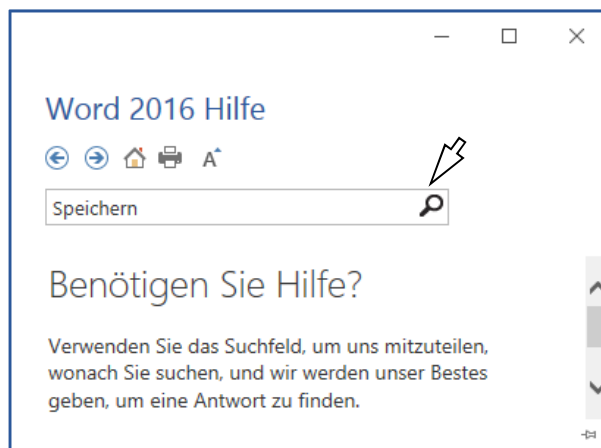 Word 2016 Hilfe
A
Speichern
Benötigen Sie Hilfe?
Verwenden Sie das Suchfeld, um uns mitzuteilen,
wonach Sie suchen, und wir werden unser Bestes
geben, um eine Antwort zu finden.